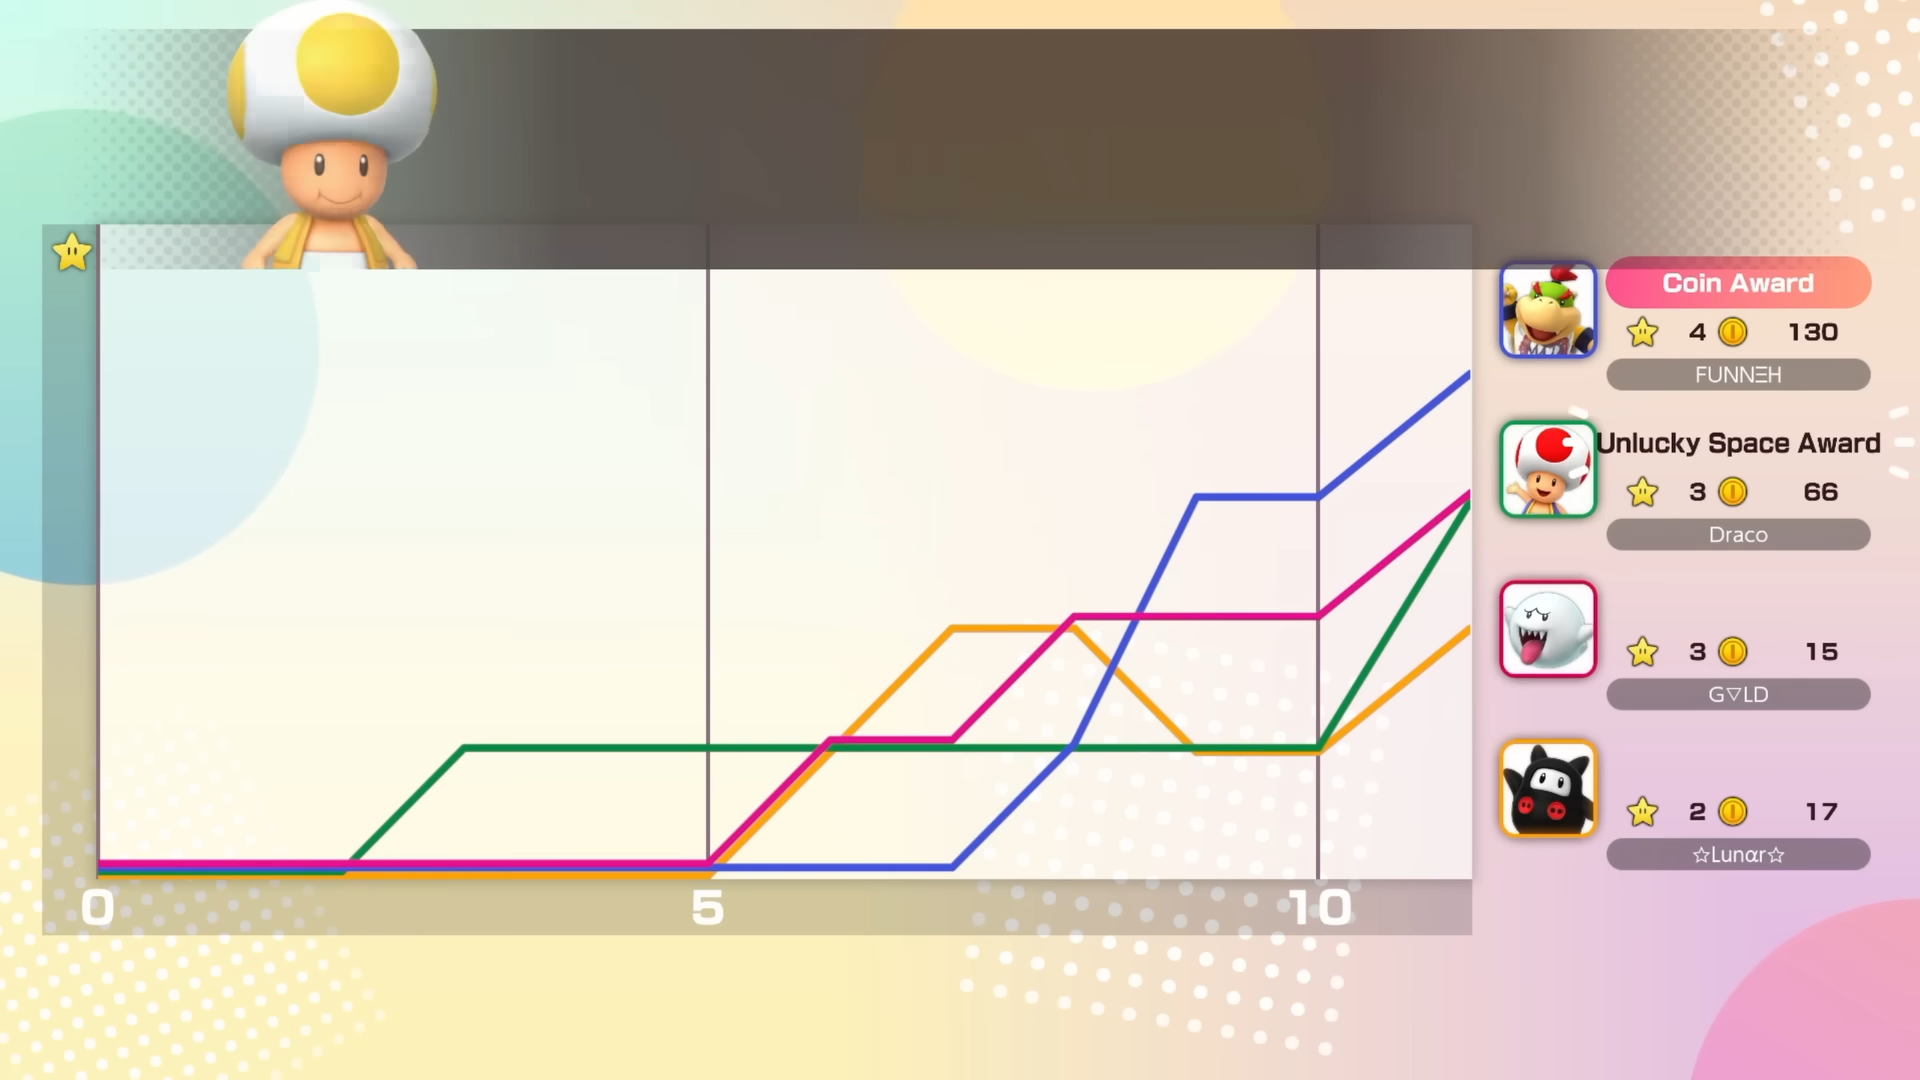 Coin Award
4 130
FUNNΞH
Unlucky Space Award
3 66
Draco
3 15
G▽LD
2 17
☆Lunαr☆
0 5 10